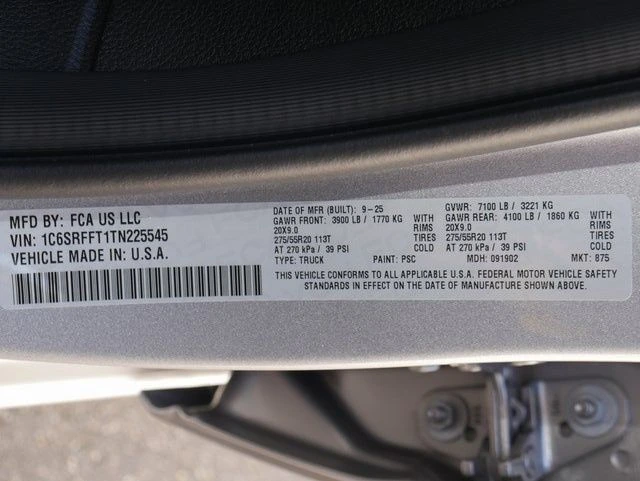 MFD BY: FCA US LLC
VIN: 1C6SRFFT1TN225545
VEHICLE MADE IN: U.S.A.
DATE OF MFR (BUILT): 9-25 GVWR: 7100 LB / 3221 KG
GAWR FRONT: 3900 LB / 1770 KG WITH GAWR REAR: 4100 LB / 1860 KG WITH
20X9.0 RIMS 20X9.0 RIMS
275/55R20 113T TIRES 275/55R20 113T TIRES
AT 270 kPa / 39 PSI COLD AT 270 kPa / 39 PSI COLD
TYPE: TRUCK PAINT: PSC MDH: 091902 MKT: 875
THIS VEHICLE CONFORMS TO ALL APPLICABLE U.S.A. FEDERAL MOTOR VEHICLE SAFETY
STANDARDS IN EFFECT ON THE DATE OF MANUFACTURE SHOWN ABOVE.